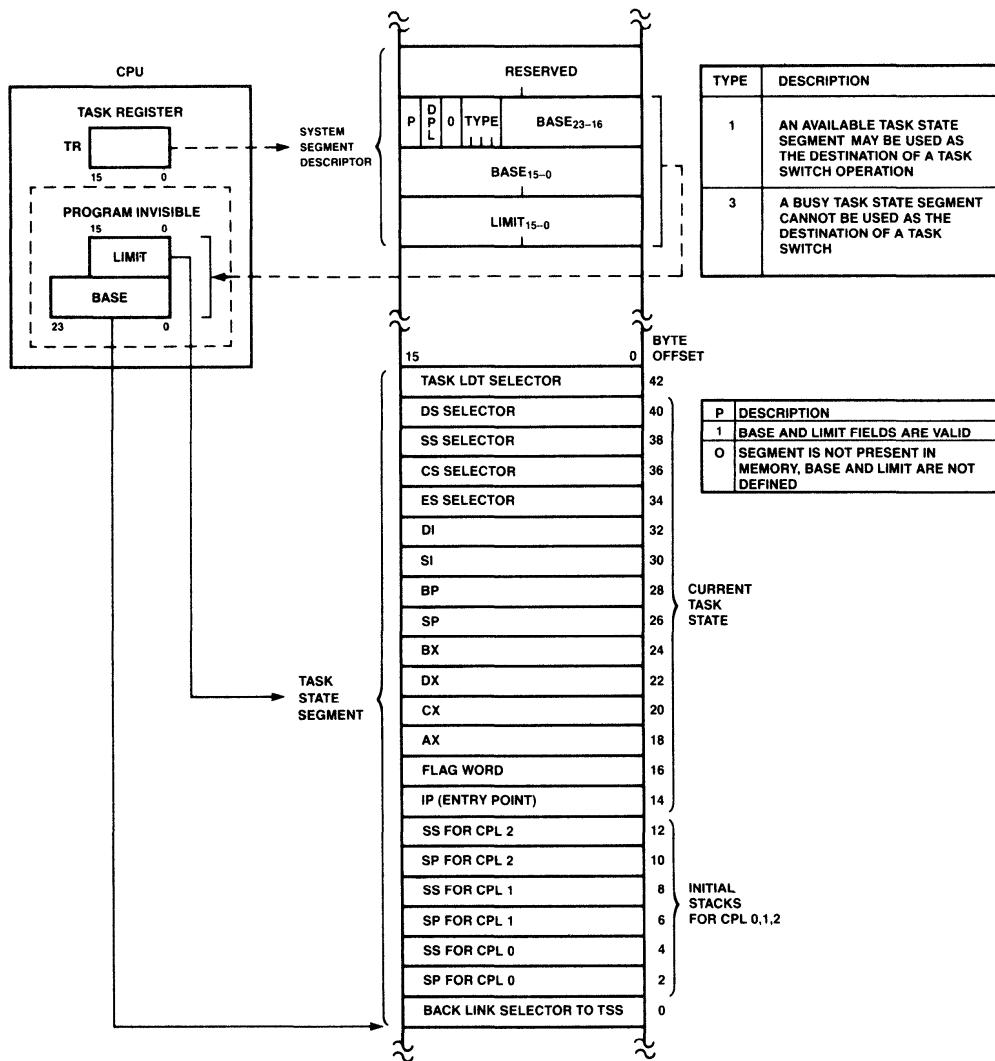 CPU
TASK REGISTER
TR
15 0
PROGRAM INVISIBLE
15 0
LIMIT
BASE
23 0
SYSTEM
SEGMENT
DESCRIPTOR
RESERVED
P DPL 0 TYPE BASE23–16
BASE15–0
LIMIT15–0
TYPE DESCRIPTION
1 AN AVAILABLE TASK STATE
SEGMENT MAY BE USED AS
THE DESTINATION OF A TASK
SWITCH OPERATION
3 A BUSY TASK STATE SEGMENT
CANNOT BE USED AS THE
DESTINATION OF A TASK
SWITCH
15 0
BYTE
OFFSET
TASK LDT SELECTOR 42
DS SELECTOR 40
SS SELECTOR 38
CS SELECTOR 36
ES SELECTOR 34
DI 32
SI 30
BP 28
SP 26
BX 24
DX 22
CX 20
AX 18
FLAG WORD 16
IP (ENTRY POINT) 14
SS FOR CPL 2 12
SP FOR CPL 2 10
SS FOR CPL 1 8
SP FOR CPL 1 6
SS FOR CPL 0 4
SP FOR CPL 0 2
BACK LINK SELECTOR TO TSS 0
TASK
STATE
SEGMENT
CURRENT
TASK
STATE
INITIAL
STACKS
FOR CPL 0,1,2
P DESCRIPTION
1 BASE AND LIMIT FIELDS ARE VALID
O SEGMENT IS NOT PRESENT IN
MEMORY, BASE AND LIMIT ARE NOT
DEFINED